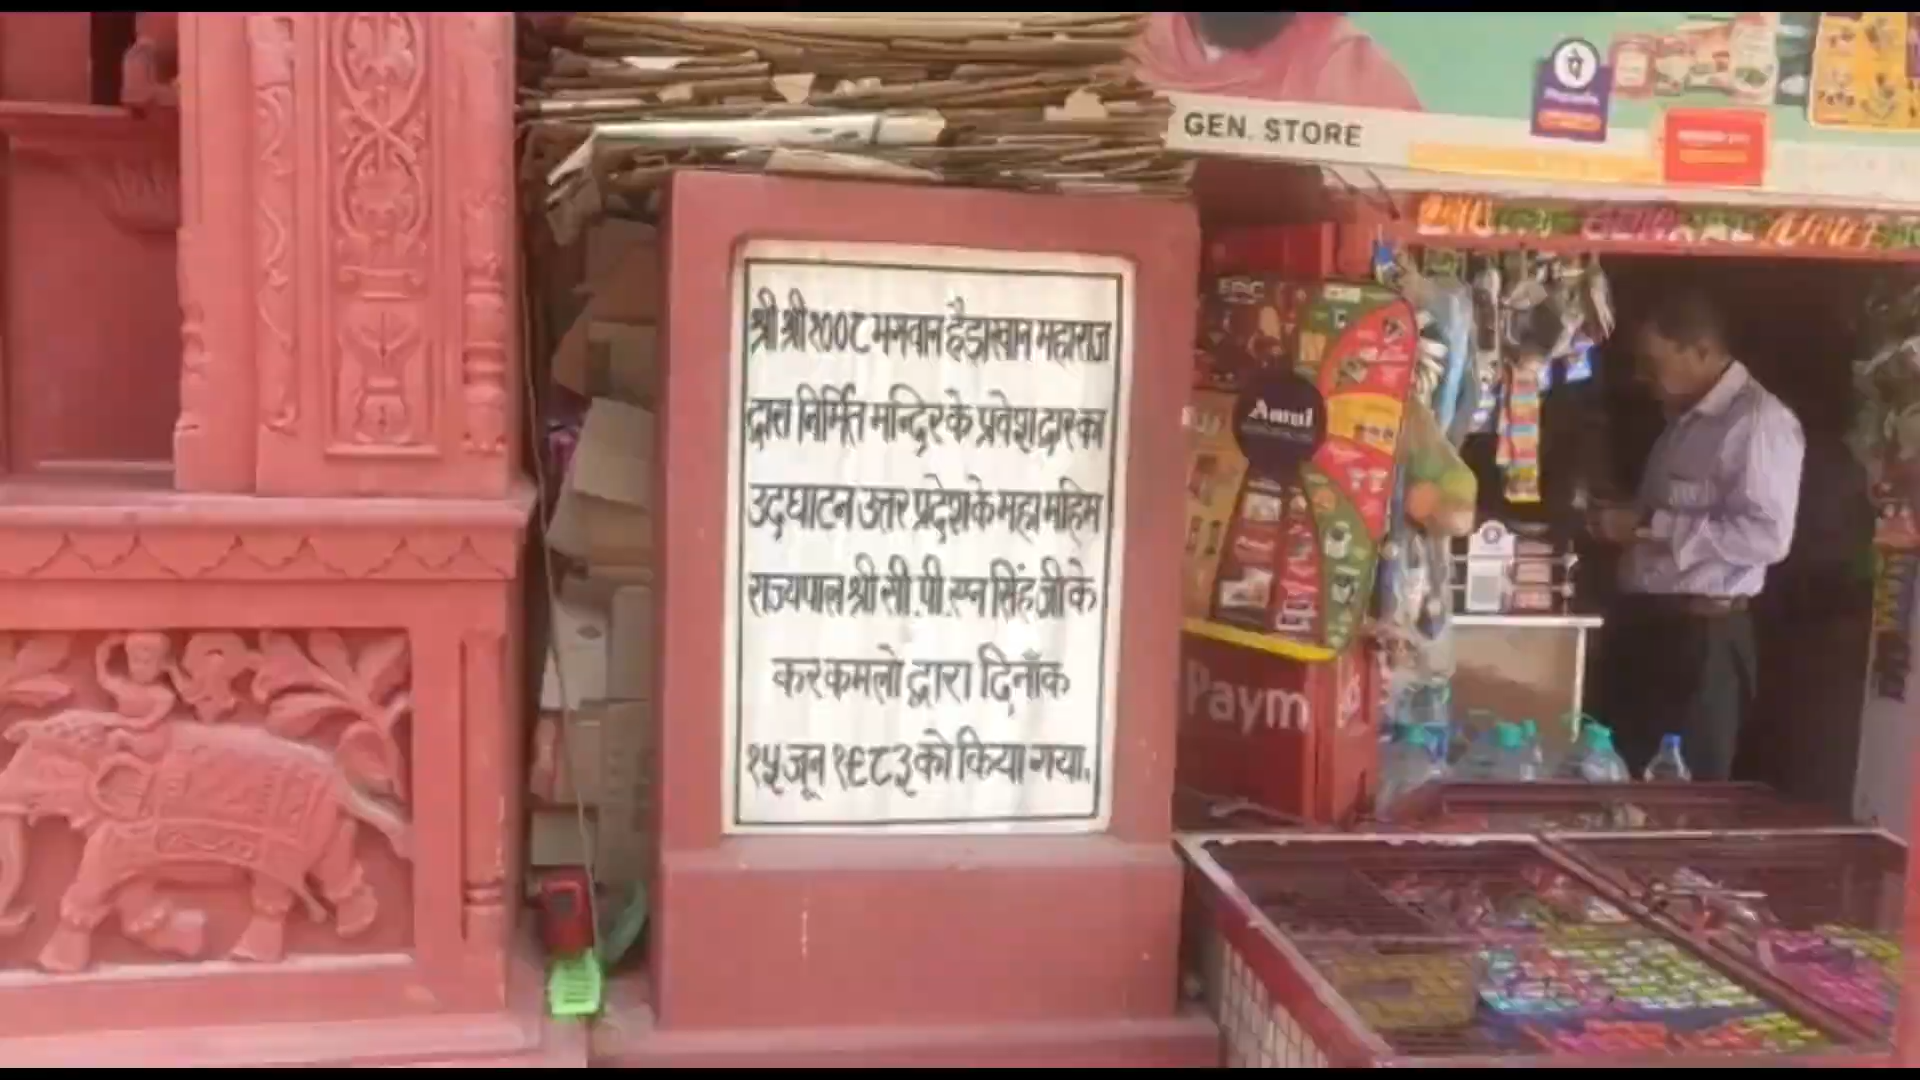 GEN. STORE
श्री श्री १००८ भगवान हैड़ाखान महाराज
द्वारा निर्मित मन्दिर के प्रवेश द्वार का
उद्घाटन उत्तर प्रदेश के महा महिम
राज्यपाल श्री सी.पी.एन सिंह जी के
कर कमलो द्वारा दिनाँक
१५ जून १९८३ को किया गया.
EPIC
Amul
Paym